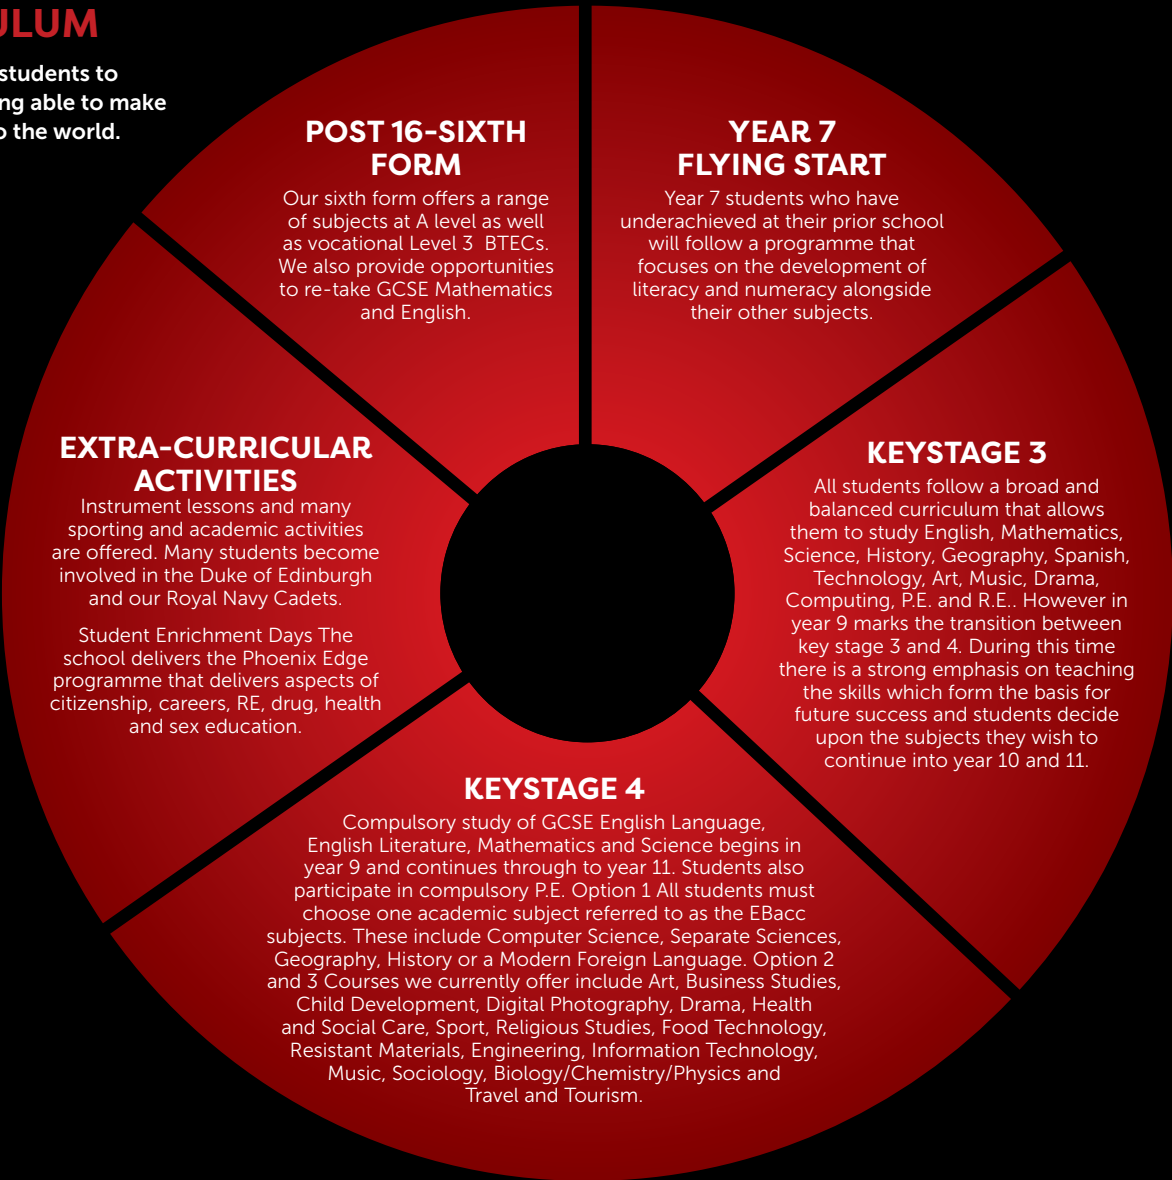 ULUM
students to
ng able to make
o the world.
POST 16-SIXTH
FORM
Our sixth form offers a range
of subjects at A level as well
as vocational Level 3 BTECs.
We also provide opportunities
to re-take GCSE Mathematics
and English.
YEAR 7
FLYING START
Year 7 students who have
underachieved at their prior school
will follow a programme that
focuses on the development of
literacy and numeracy alongside
their other subjects.
EXTRA-CURRICULAR
ACTIVITIES
Instrument lessons and many
sporting and academic activities
are offered. Many students become
involved in the Duke of Edinburgh
and our Royal Navy Cadets.
Student Enrichment Days The
school delivers the Phoenix Edge
programme that delivers aspects of
citizenship, careers, RE, drug, health
and sex education.
KEYSTAGE 3
All students follow a broad and
balanced curriculum that allows
them to study English, Mathematics,
Science, History, Geography, Spanish,
Technology, Art, Music, Drama,
Computing, P.E. and R.E.. However in
year 9 marks the transition between
key stage 3 and 4. During this time
there is a strong emphasis on teaching
the skills which form the basis for
future success and students decide
upon the subjects they wish to
continue into year 10 and 11.
KEYSTAGE 4
Compulsory study of GCSE English Language,
English Literature, Mathematics and Science begins in
year 9 and continues through to year 11. Students also
participate in compulsory P.E. Option 1 All students must
choose one academic subject referred to as the EBacc
subjects. These include Computer Science, Separate Sciences,
Geography, History or a Modern Foreign Language. Option 2
and 3 Courses we currently offer include Art, Business Studies,
Child Development, Digital Photography, Drama, Health
and Social Care, Sport, Religious Studies, Food Technology,
Resistant Materials, Engineering, Information Technology,
Music, Sociology, Biology/Chemistry/Physics and
Travel and Tourism.